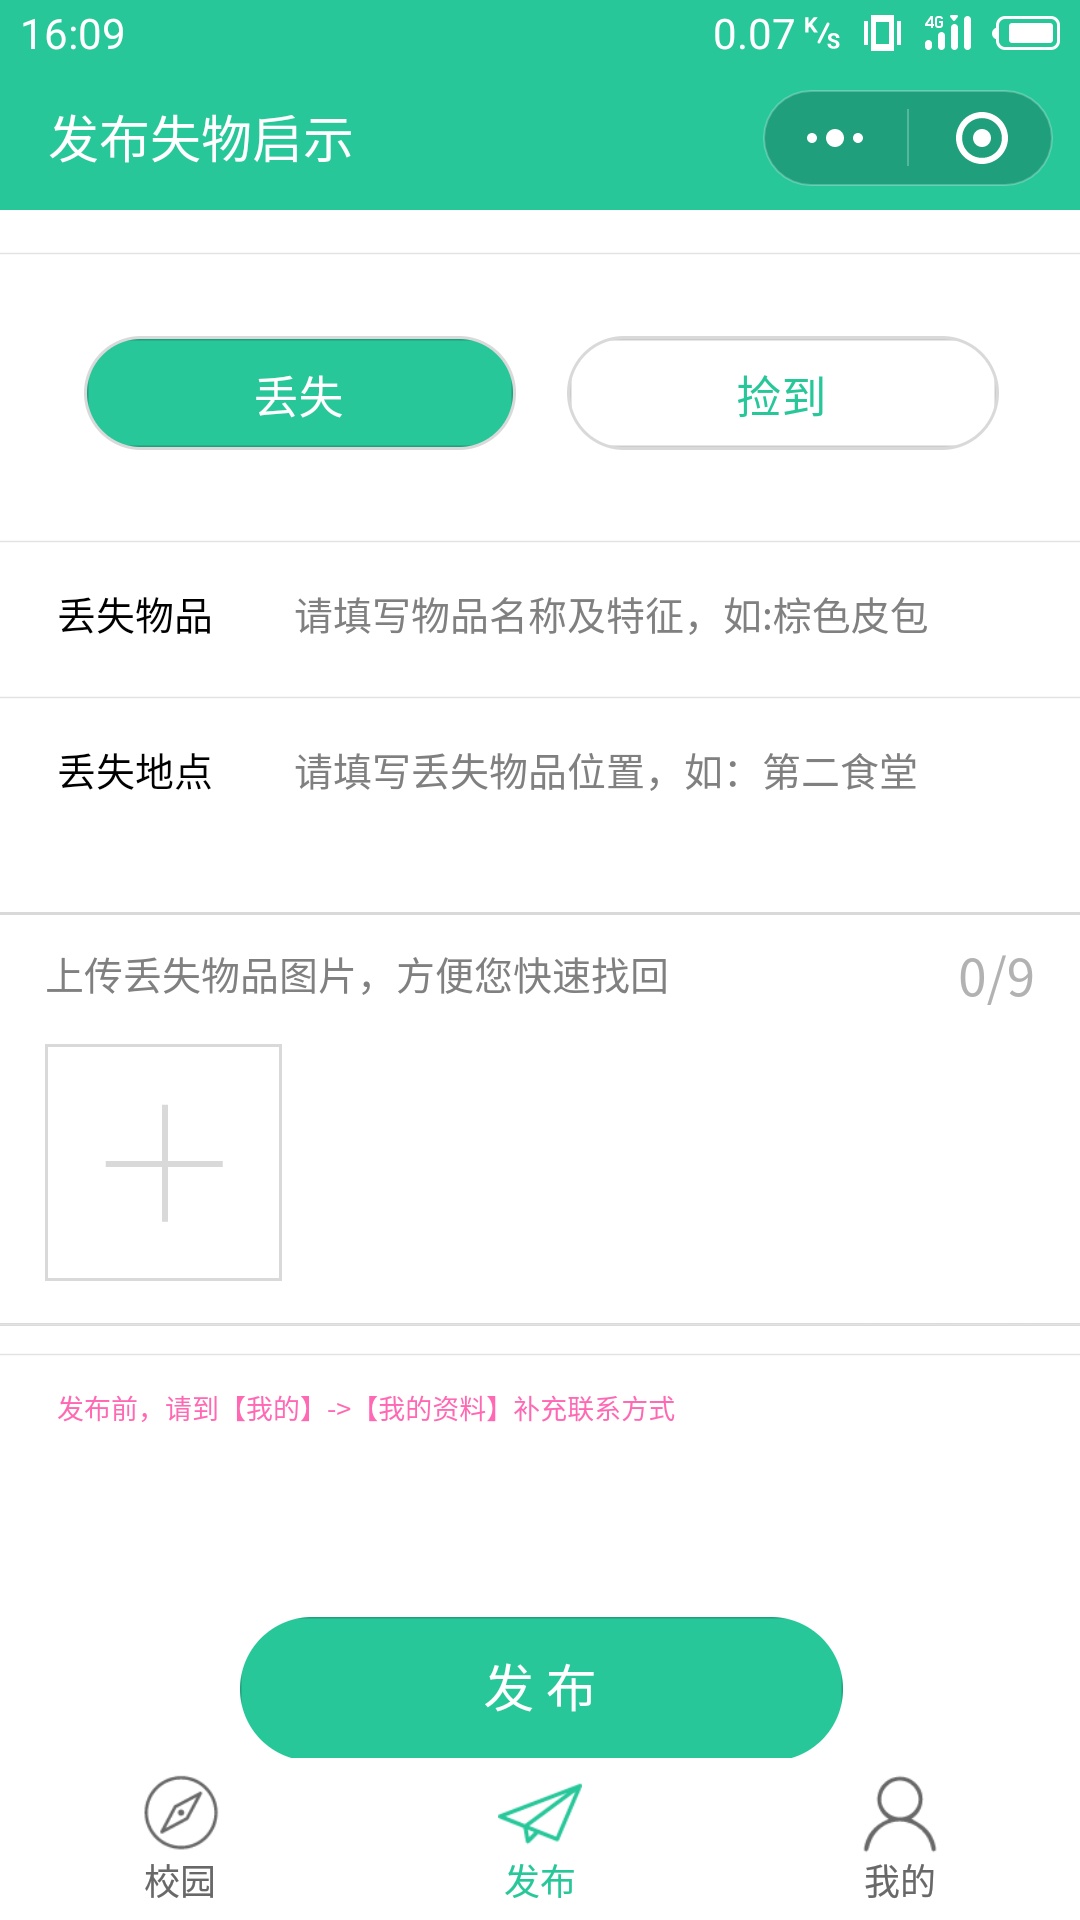 16:09 0.07 K/s 4G
发布失物启示
丢失 捡到
丢失物品 请填写物品名称及特征，如:棕色皮包
丢失地点 请填写丢失物品位置，如：第二食堂
上传丢失物品图片，方便您快速找回 0/9
发布前，请到【我的】->【我的资料】补充联系方式
发布
校园 发布 我的